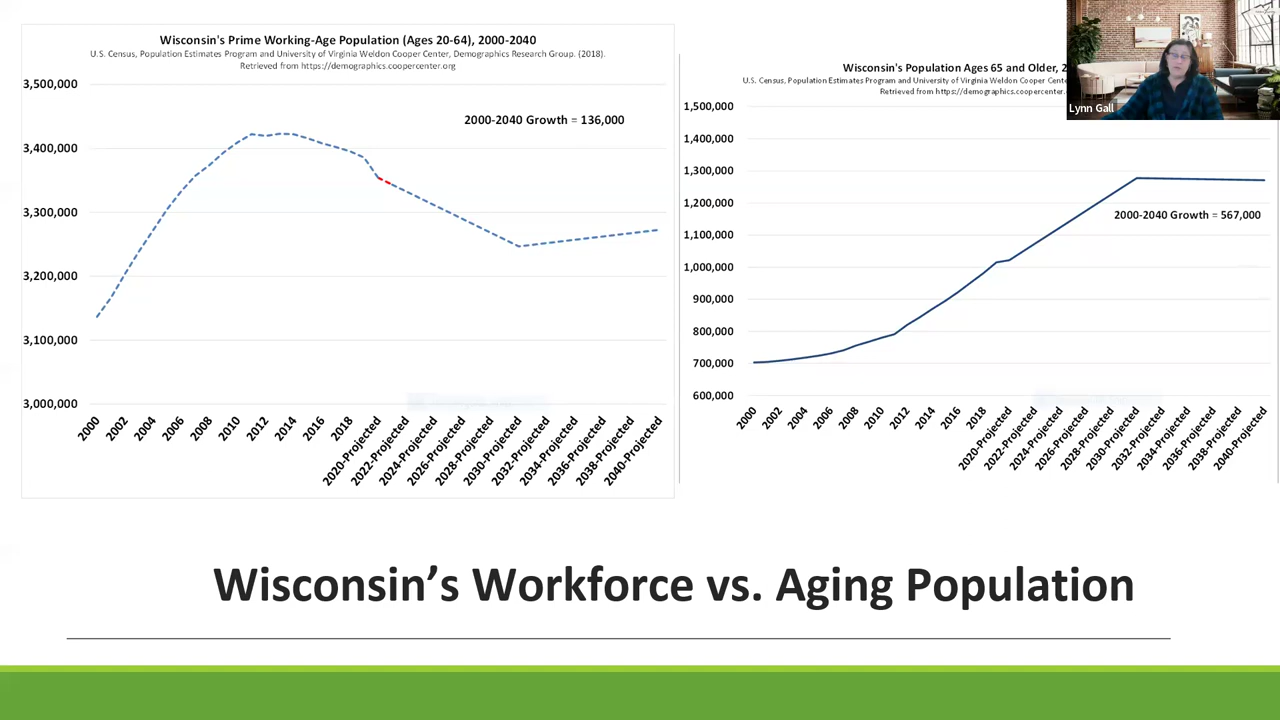 Wisconsin's Prime Working-Age Population (Ages 20-64), 2000-2040
U.S. Census, Population Estimates Program and University of Virginia Weldon Cooper Center, Demographics Research Group. (2018).
Retrieved from https://demographics.coopercenter.org
3,500,000
2000-2040 Growth = 136,000
3,400,000
3,300,000
3,200,000
3,100,000
3,000,000
2000
2002
2004
2006
2008
2010
2012
2014
2016
2018
2020-Projected
2022-Projected
2024-Projected
2026-Projected
2028-Projected
2030-Projected
2032-Projected
2034-Projected
2036-Projected
2038-Projected
2040-Projected
Wisconsin's Population Ages 65 and Older, 2
U.S. Census, Population Estimates Program and University of Virginia Weldon Cooper Cente
Retrieved from https://demographics.coopercenter.
1,500,000
1,400,000
1,300,000
1,200,000
2000-2040 Growth = 567,000
1,100,000
1,000,000
900,000
800,000
700,000
600,000
2000
2002
2004
2006
2008
2010
2012
2014
2016
2018
2020-Projected
2022-Projected
2024-Projected
2026-Projected
2028-Projected
2030-Projected
2032-Projected
2034-Projected
2036-Projected
2038-Projected
2040-Projected
Lynn Gall
Wisconsin's Workforce vs. Aging Population